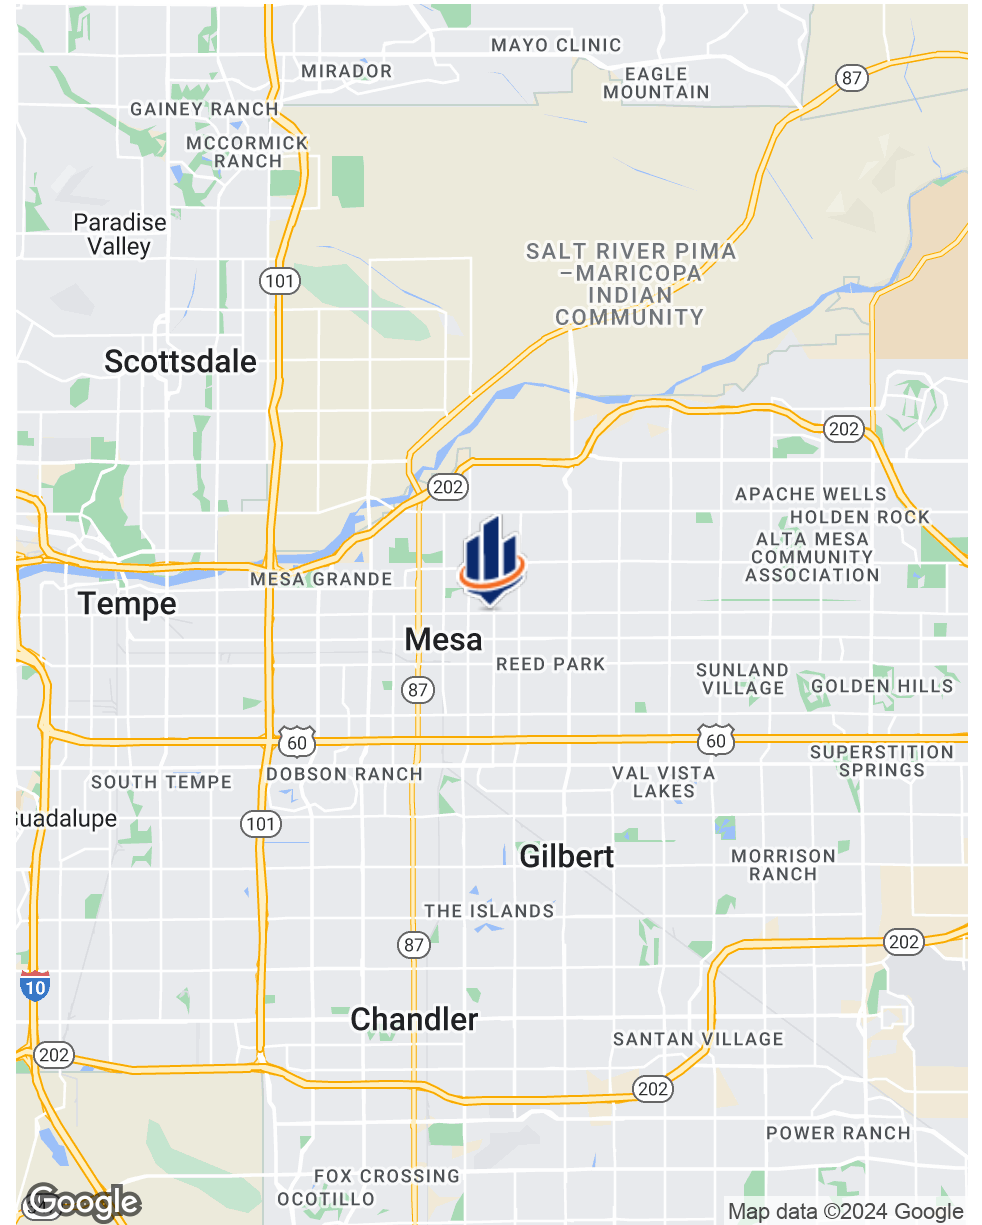 MAYO CLINIC
MIRADOR
EAGLE
MOUNTAIN
87
GAINEY RANCH
MCCORMICK
RANCH
Paradise
Valley
SALT RIVER PIMA
–MARICOPA
INDIAN
COMMUNITY
101
Scottsdale
202
202
APACHE WELLS
HOLDEN ROCK
ALTA MESA
COMMUNITY
ASSOCIATION
MESA GRANDE
Tempe
Mesa
REED PARK
SUNLAND
VILLAGE
GOLDEN HILLS
87
60
60
SUPERSTITION
SPRINGS
DOBSON RANCH
VAL VISTA
LAKES
SOUTH TEMPE
Guadalupe
101
Gilbert
MORRISON
RANCH
THE ISLANDS
87
202
10
Chandler
SANTAN VILLAGE
202
202
POWER RANCH
FOX CROSSING
OCOTILLO
Google
Map data ©2024 Google